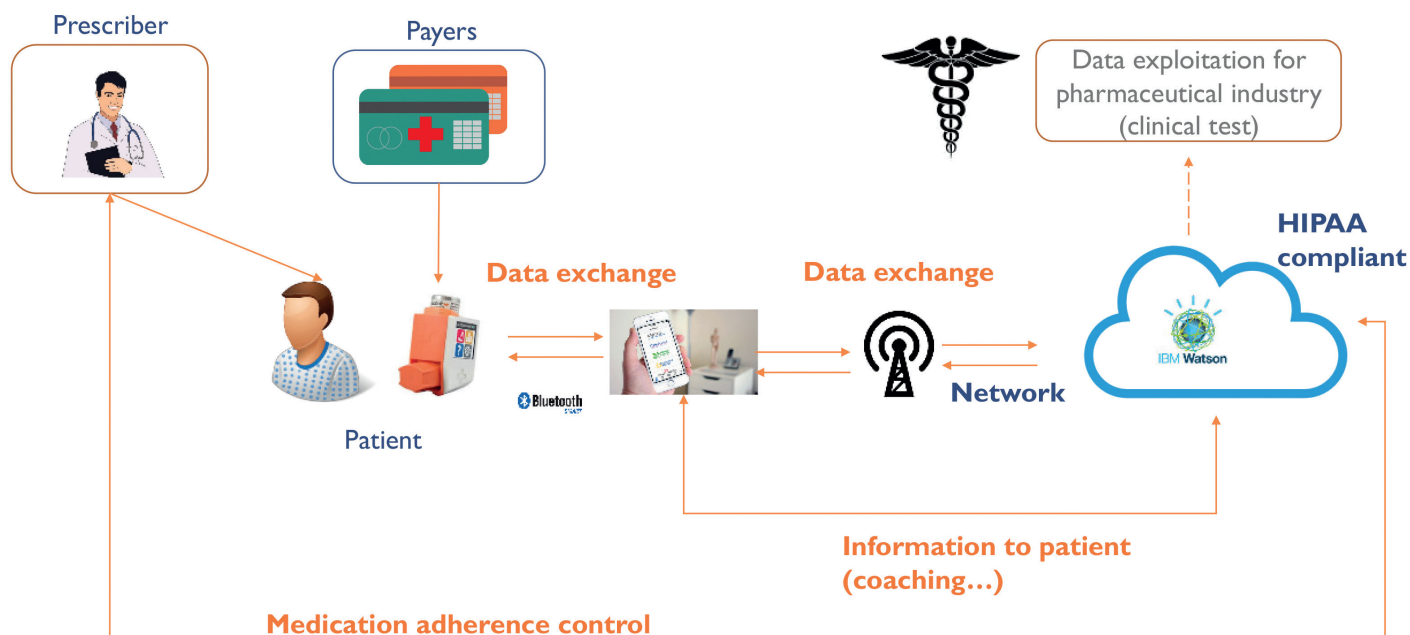 Prescriber
Payers
Data exploitation for
pharmaceutical industry
(clinical test)
HIPAA
compliant
Data exchange
Data exchange
IBM Watson
Bluetooth
Network
Patient
Information to patient
(coaching…)
Medication adherence control